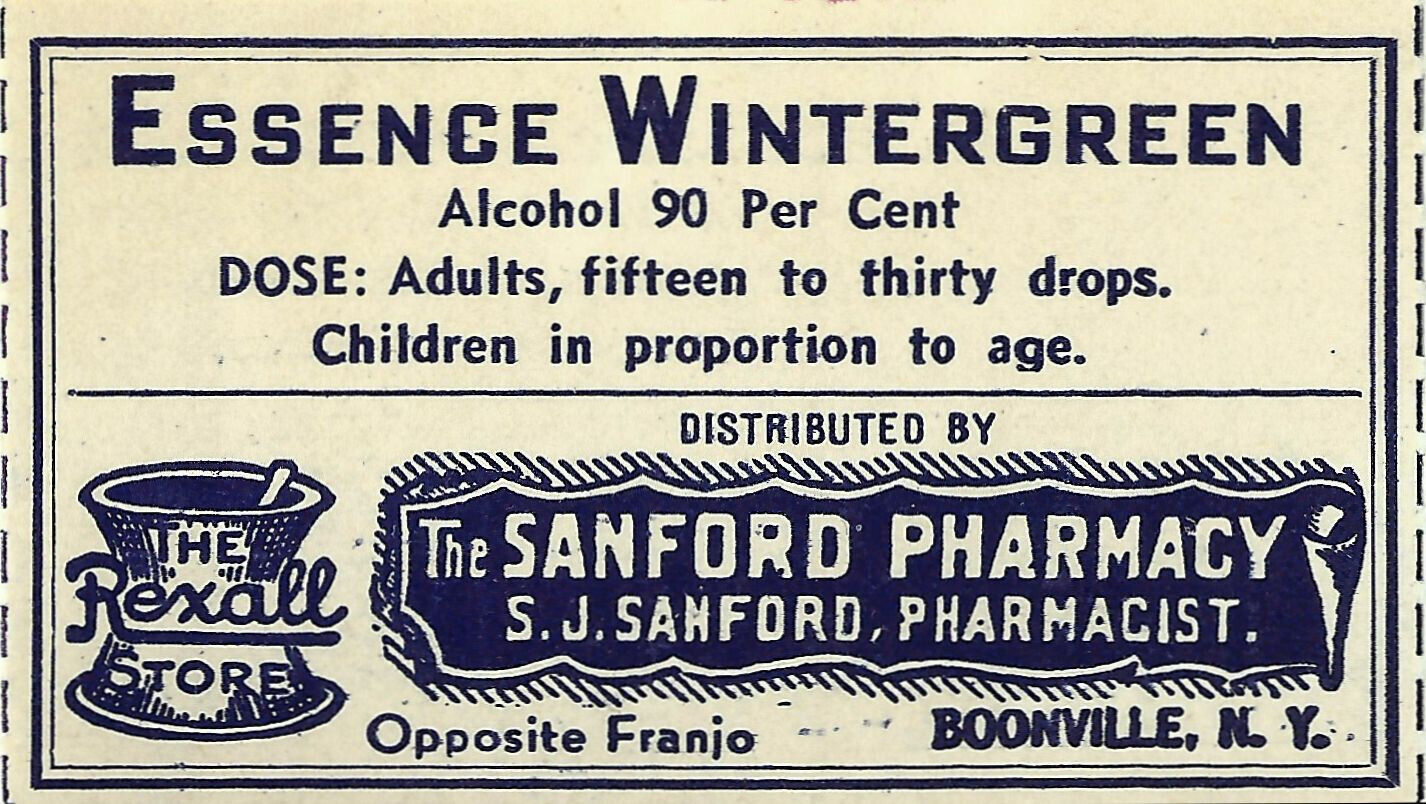 ESSENCE WINTERGREEN
Alcohol 90 Per Cent
DOSE: Adults, fifteen to thirty drops.
Children in proportion to age.
DISTRIBUTED BY
THE
Rexall
STORE
The SANFORD PHARMACY
S. J. SANFORD, PHARMACIST.
Opposite Franjo
BOONVILLE, N. Y.